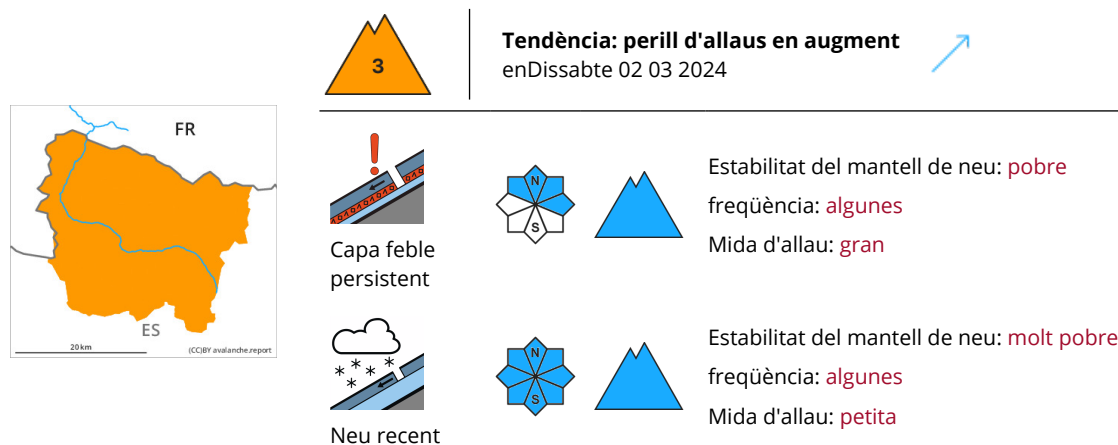 3
Tendència: perill d'allaus en augment
enDissabte 02 03 2024
FR
ES
20 km
(CC)BY avalanche.report
N
S
Capa feble
persistent
Estabilitat del mantell de neu: pobre
freqüència: algunes
Mida d'allau: gran
N
S
Neu recent
Estabilitat del mantell de neu: molt pobre
freqüència: algunes
Mida d'allau: petita